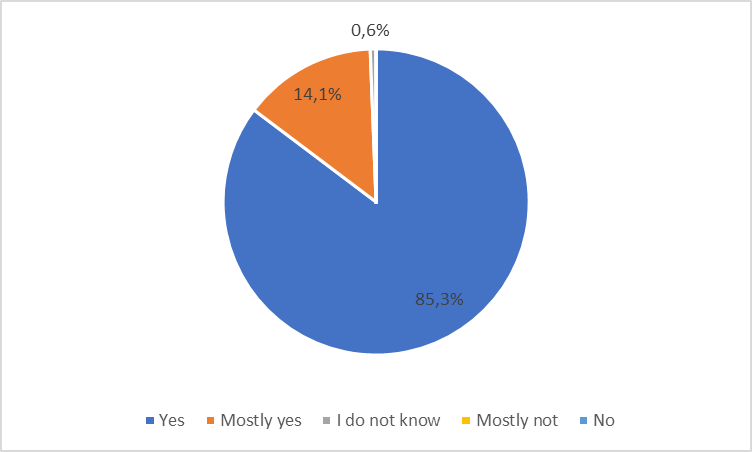 0,6%
14,1%
85,3%
Yes Mostly yes I do not know Mostly not No